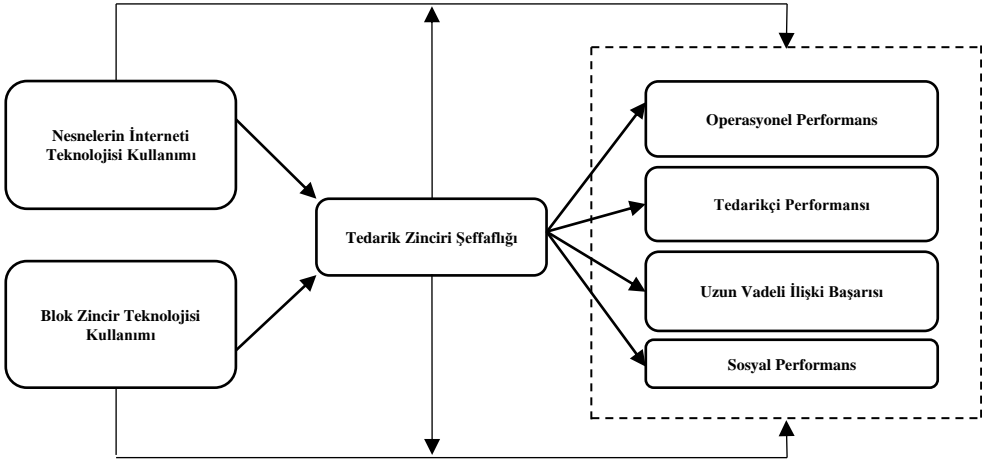 Nesnelerin İnterneti
Teknolojisi Kullanımı
Blok Zincir Teknolojisi
Kullanımı
Tedarik Zinciri Şeffaflığı
Operasyonel Performans
Tedarikçi Performansı
Uzun Vadeli İlişki Başarısı
Sosyal Performans